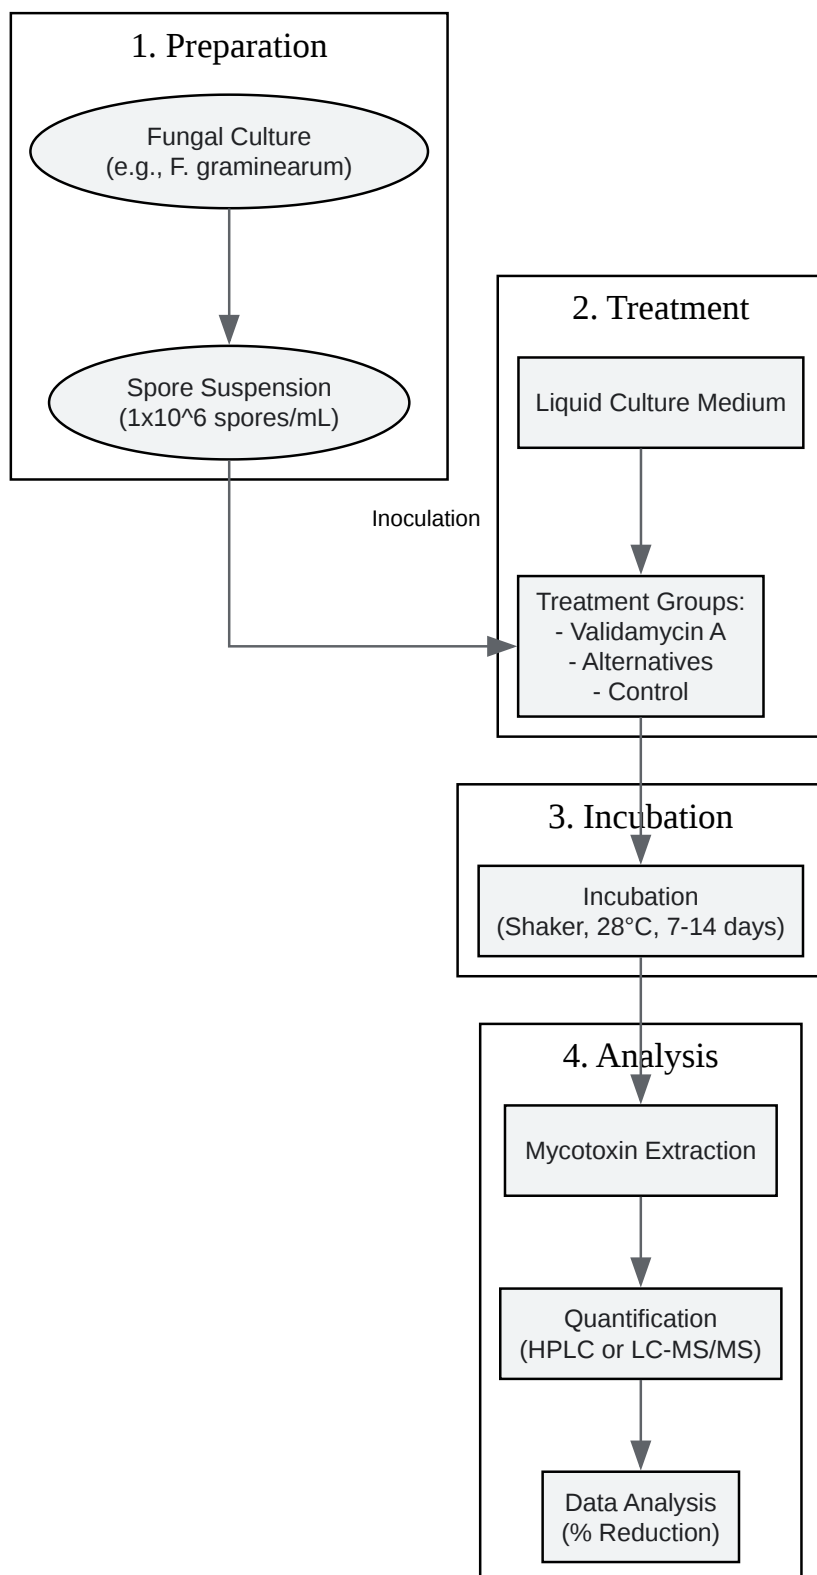 1. Preparation
Fungal Culture
(e.g., F. graminearum)
Spore Suspension
(1x10^6 spores/mL)
Inoculation
2. Treatment
Liquid Culture Medium
Treatment Groups:
- Validamycin A
- Alternatives
- Control
3. Incubation
Incubation
(Shaker, 28°C, 7-14 days)
4. Analysis
Mycotoxin Extraction
Quantification
(HPLC or LC-MS/MS)
Data Analysis
(% Reduction)